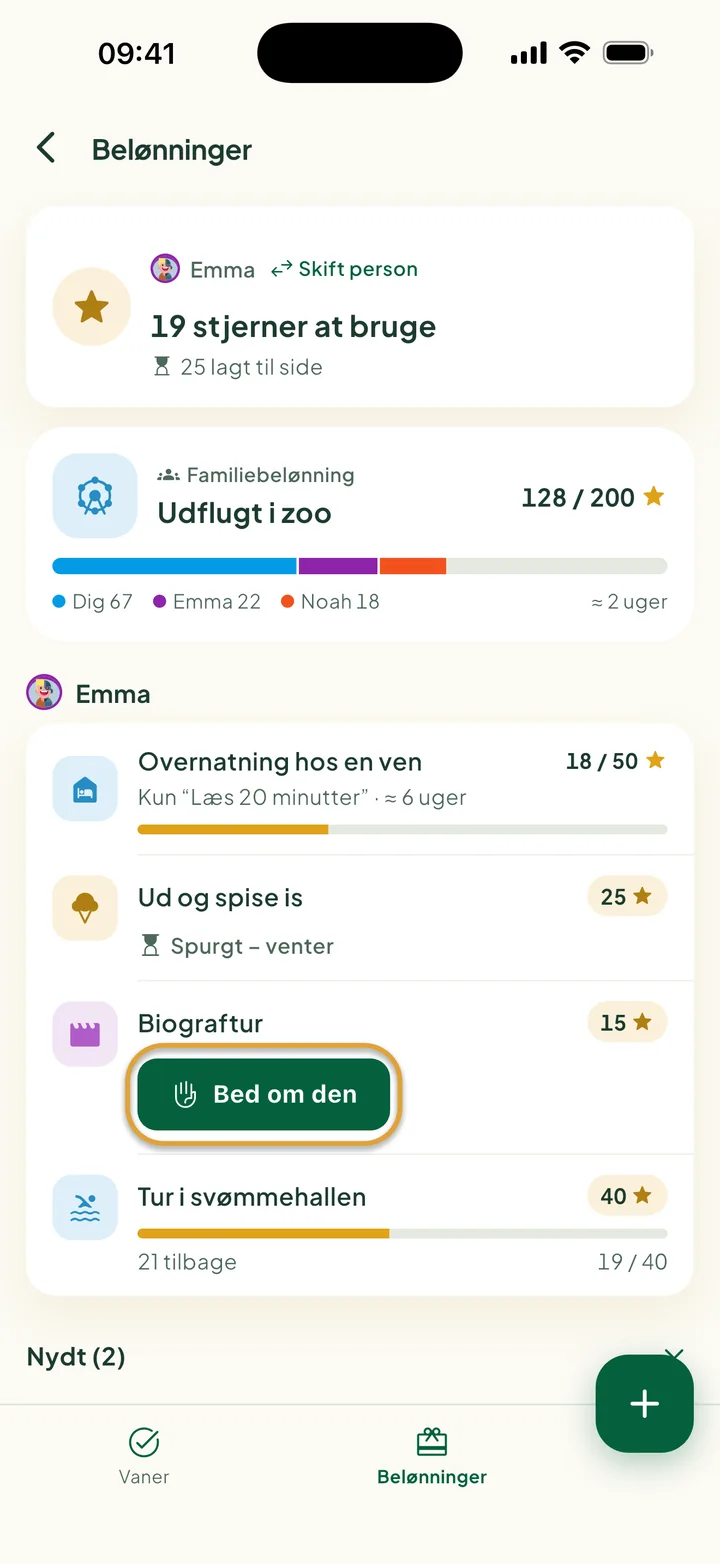 09:41
Belønninger
Emma Skift person
19 stjerner at bruge
25 lagt til side
Familiebelønning
Udflugt i zoo
128 / 200
Dig 67 Emma 22 Noah 18 ≈ 2 uger
Emma
Overnatning hos en ven 18 / 50
Kun “Læs 20 minutter” · ≈ 6 uger
Ud og spise is 25
Spurgt – venter
Biograftur 15
Bed om den
Tur i svømmehallen 40
21 tilbage 19 / 40
Nydt (2)
Vaner Belønninger